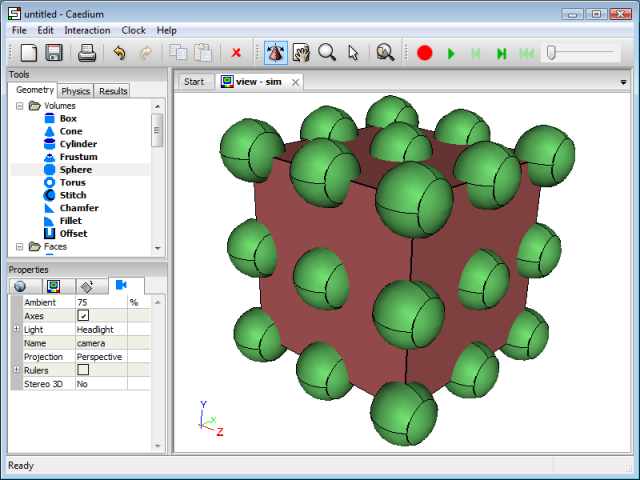 untitled - Caedium
File Edit Interaction Clock Help
Tools
Geometry Physics Results
Volumes
Box
Cone
Cylinder
Frustum
Sphere
Torus
Stitch
Chamfer
Fillet
Offset
Faces
Properties
Ambient 75 %
Axes
Light Headlight
Name camera
Projection Perspective
Rulers
Stereo 3D No
Start view - sim
Y
X
Z
Ready